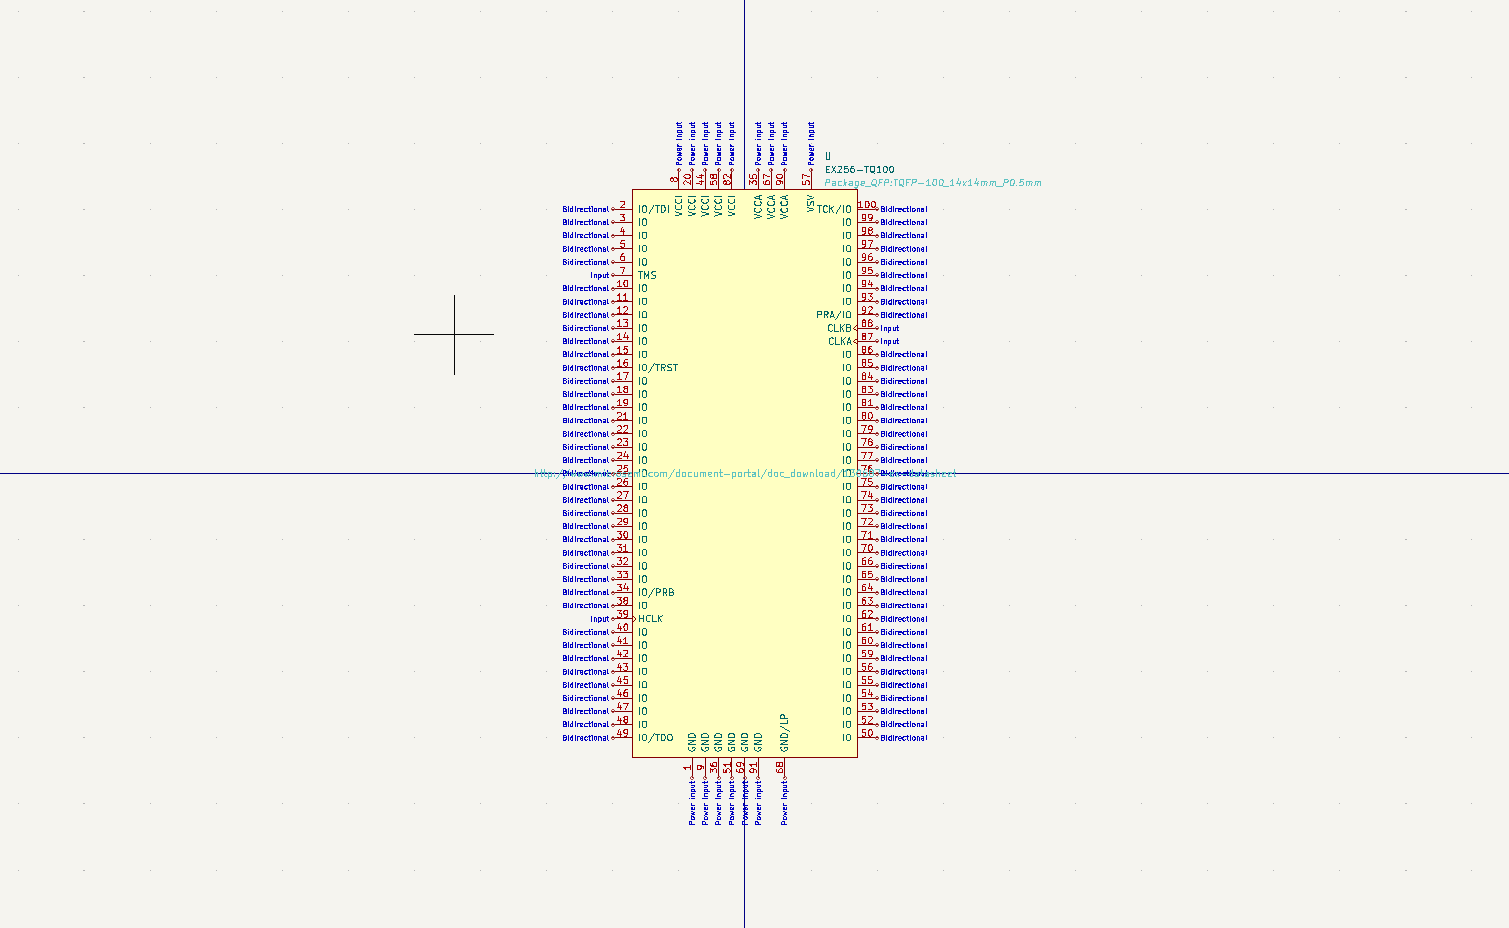 Power Input Power Input Power Input Power Input Power Input Power Input Power Input Power Input Power Input
U
EX256-TQ100
Package_QFP:TQFP-100_14x14mm_P0.5mm
8 20 44 58 82 35 67 90 57
VCCI VCCI VCCI VCCI VCCI VCCA VCCA VCCA VSV
Bidirectional 2 IO/TDI TCK/IO 100 Bidirectional
Bidirectional 3 IO IO 99 Bidirectional
Bidirectional 4 IO IO 98 Bidirectional
Bidirectional 5 IO IO 97 Bidirectional
Bidirectional 6 IO IO 96 Bidirectional
Input 7 TMS IO 95 Bidirectional
Bidirectional 10 IO IO 94 Bidirectional
Bidirectional 11 IO IO 93 Bidirectional
Bidirectional 12 IO PRA/IO 92 Bidirectional
Bidirectional 13 IO CLKB 88 Input
Bidirectional 14 IO CLKA 87 Input
Bidirectional 15 IO IO 86 Bidirectional
Bidirectional 16 IO/TRST IO 85 Bidirectional
Bidirectional 17 IO IO 84 Bidirectional
Bidirectional 18 IO IO 83 Bidirectional
Bidirectional 19 IO IO 81 Bidirectional
Bidirectional 21 IO IO 80 Bidirectional
Bidirectional 22 IO IO 79 Bidirectional
Bidirectional 23 IO IO 78 Bidirectional
Bidirectional 24 IO IO 77 Bidirectional
25 IO IO 76
Bidirectional 26 IO IO 75 Bidirectional
Bidirectional 27 IO IO 74 Bidirectional
Bidirectional 28 IO IO 73 Bidirectional
Bidirectional 29 IO IO 72 Bidirectional
Bidirectional 30 IO IO 71 Bidirectional
Bidirectional 31 IO IO 70 Bidirectional
Bidirectional 32 IO IO 66 Bidirectional
Bidirectional 33 IO IO 65 Bidirectional
Bidirectional 34 IO/PRB IO 64 Bidirectional
Bidirectional 38 IO IO 63 Bidirectional
Input 39 HCLK IO 62 Bidirectional
Bidirectional 40 IO IO 61 Bidirectional
Bidirectional 41 IO IO 60 Bidirectional
Bidirectional 42 IO IO 59 Bidirectional
Bidirectional 43 IO IO 56 Bidirectional
Bidirectional 45 IO IO 55 Bidirectional
Bidirectional 46 IO IO 54 Bidirectional
Bidirectional 47 IO IO 53 Bidirectional
Bidirectional 48 IO IO 52 Bidirectional
Bidirectional 49 IO/TDO IO 50 Bidirectional
GND GND GND GND GND GND GND/LP
1 9 36 51 69 91 68
Power Input Power Input Power Input Power Input Power Input Power Input Power Input